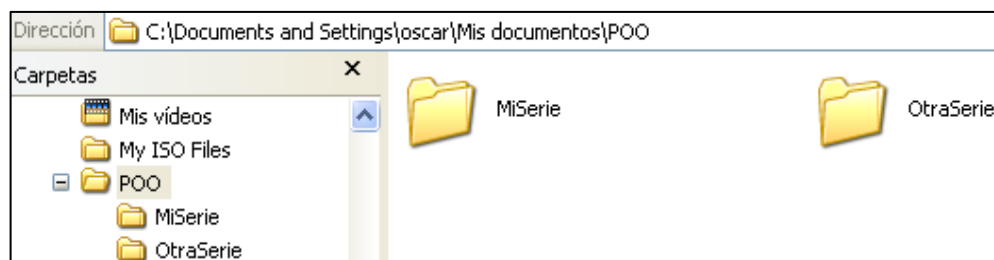 Dirección C:\Documents and Settings\oscar\Mis documentos\POO
Carpetas
Mis vídeos
My ISO Files
POO
MiSerie
OtraSerie
MiSerie
OtraSerie